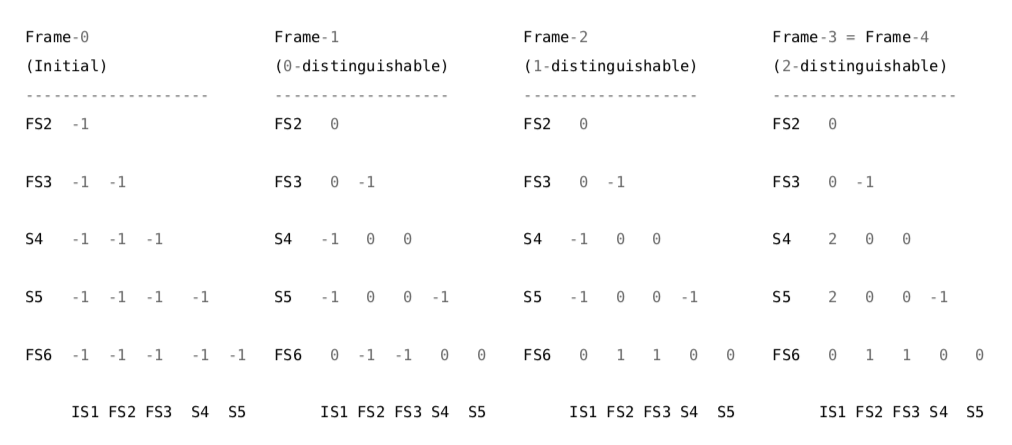 Frame-0 Frame-1 Frame-2 Frame-3 = Frame-4
(Initial) (0-distinguishable) (1-distinguishable) (2-distinguishable)
-------------------- ------------------- ------------------- --------------------
FS2 -1 FS2 0 FS2 0 FS2 0
FS3 -1 -1 FS3 0 -1 FS3 0 -1 FS3 0 -1
S4 -1 -1 -1 S4 -1 0 0 S4 -1 0 0 S4 2 0 0
S5 -1 -1 -1 -1 S5 -1 0 0 -1 S5 -1 0 0 -1 S5 2 0 0 -1
FS6 -1 -1 -1 -1 -1 FS6 0 -1 -1 0 0 FS6 0 1 1 0 0 FS6 0 1 1 0 0
IS1 FS2 FS3 S4 S5 IS1 FS2 FS3 S4 S5 IS1 FS2 FS3 S4 S5 IS1 FS2 FS3 S4 S5